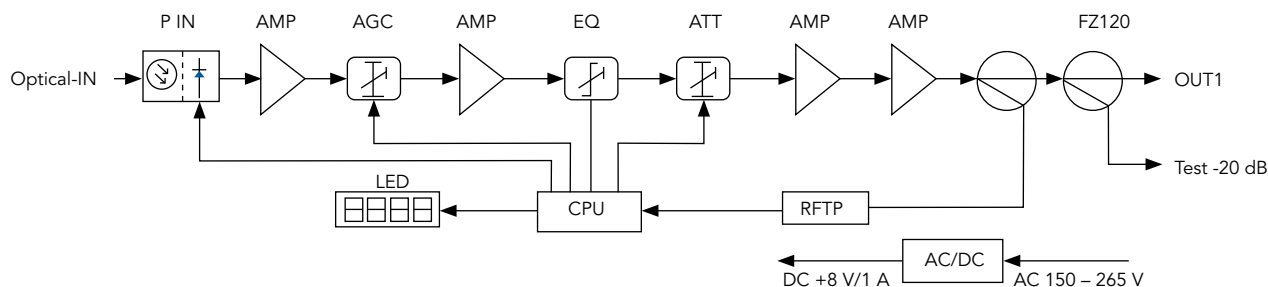 P IN
AMP
AGC
AMP
EQ
ATT
AMP
AMP
FZ120
Optical-IN
OUT1
Test -20 dB
LED
CPU
RFTP
AC/DC
DC +8 V/1 A
AC 150 – 265 V